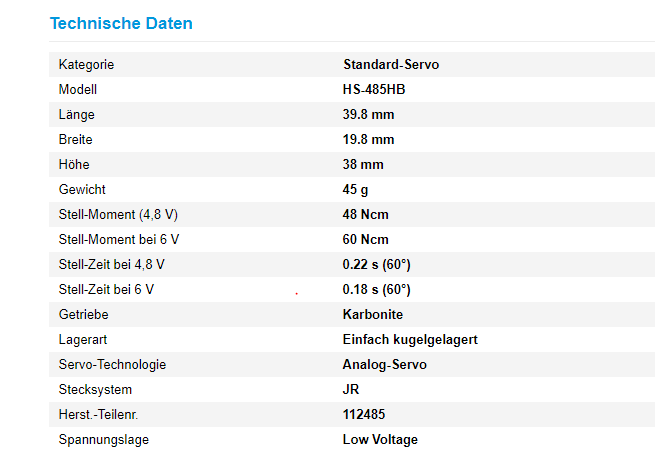 Technische Daten
Kategorie Standard-Servo
Modell HS-485HB
Länge 39.8 mm
Breite 19.8 mm
Höhe 38 mm
Gewicht 45 g
Stell-Moment (4,8 V) 48 Ncm
Stell-Moment bei 6 V 60 Ncm
Stell-Zeit bei 4,8 V 0.22 s (60°)
Stell-Zeit bei 6 V 0.18 s (60°)
Getriebe Karbonite
Lagerart Einfach kugelgelagert
Servo-Technologie Analog-Servo
Stecksystem JR
Herst.-Teilenr. 112485
Spannungslage Low Voltage